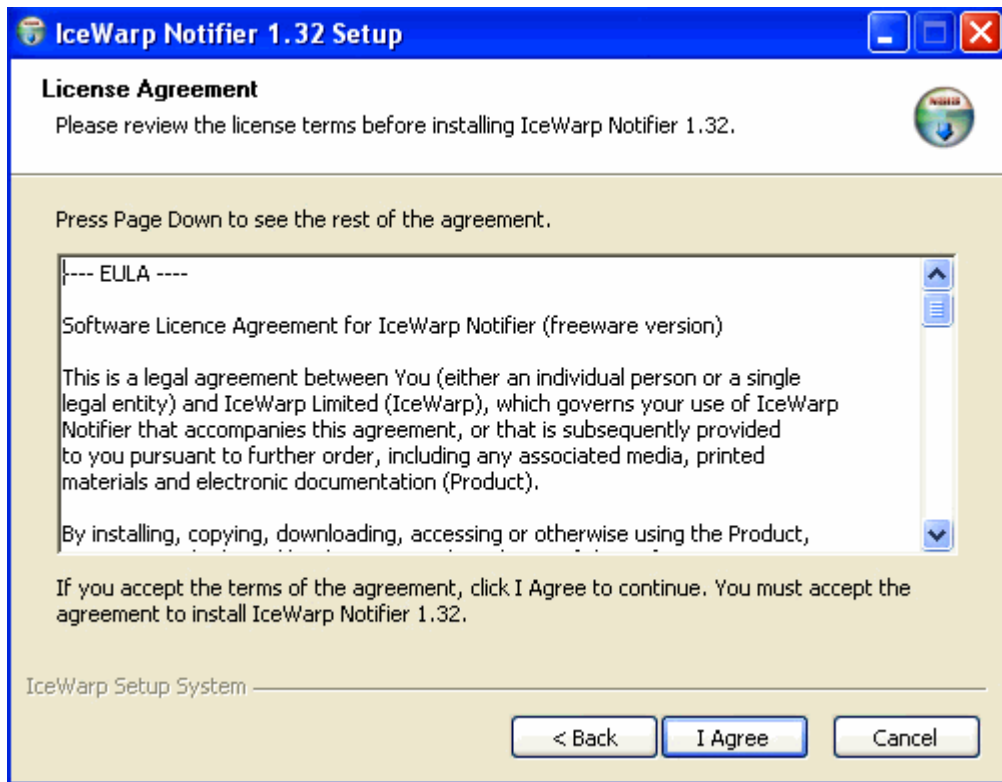 IceWarp Notifier 1.32 Setup
License Agreement
Please review the license terms before installing IceWarp Notifier 1.32.
Press Page Down to see the rest of the agreement.
---- EULA ----
Software Licence Agreement for IceWarp Notifier (freeware version)
This is a legal agreement between You (either an individual person or a single
legal entity) and IceWarp Limited (IceWarp), which governs your use of IceWarp
Notifier that accompanies this agreement, or that is subsequently provided
to you pursuant to further order, including any associated media, printed
materials and electronic documentation (Product).
By installing, copying, downloading, accessing or otherwise using the Product,
If you accept the terms of the agreement, click I Agree to continue. You must accept the
agreement to install IceWarp Notifier 1.32.
IceWarp Setup System
< Back
I Agree
Cancel